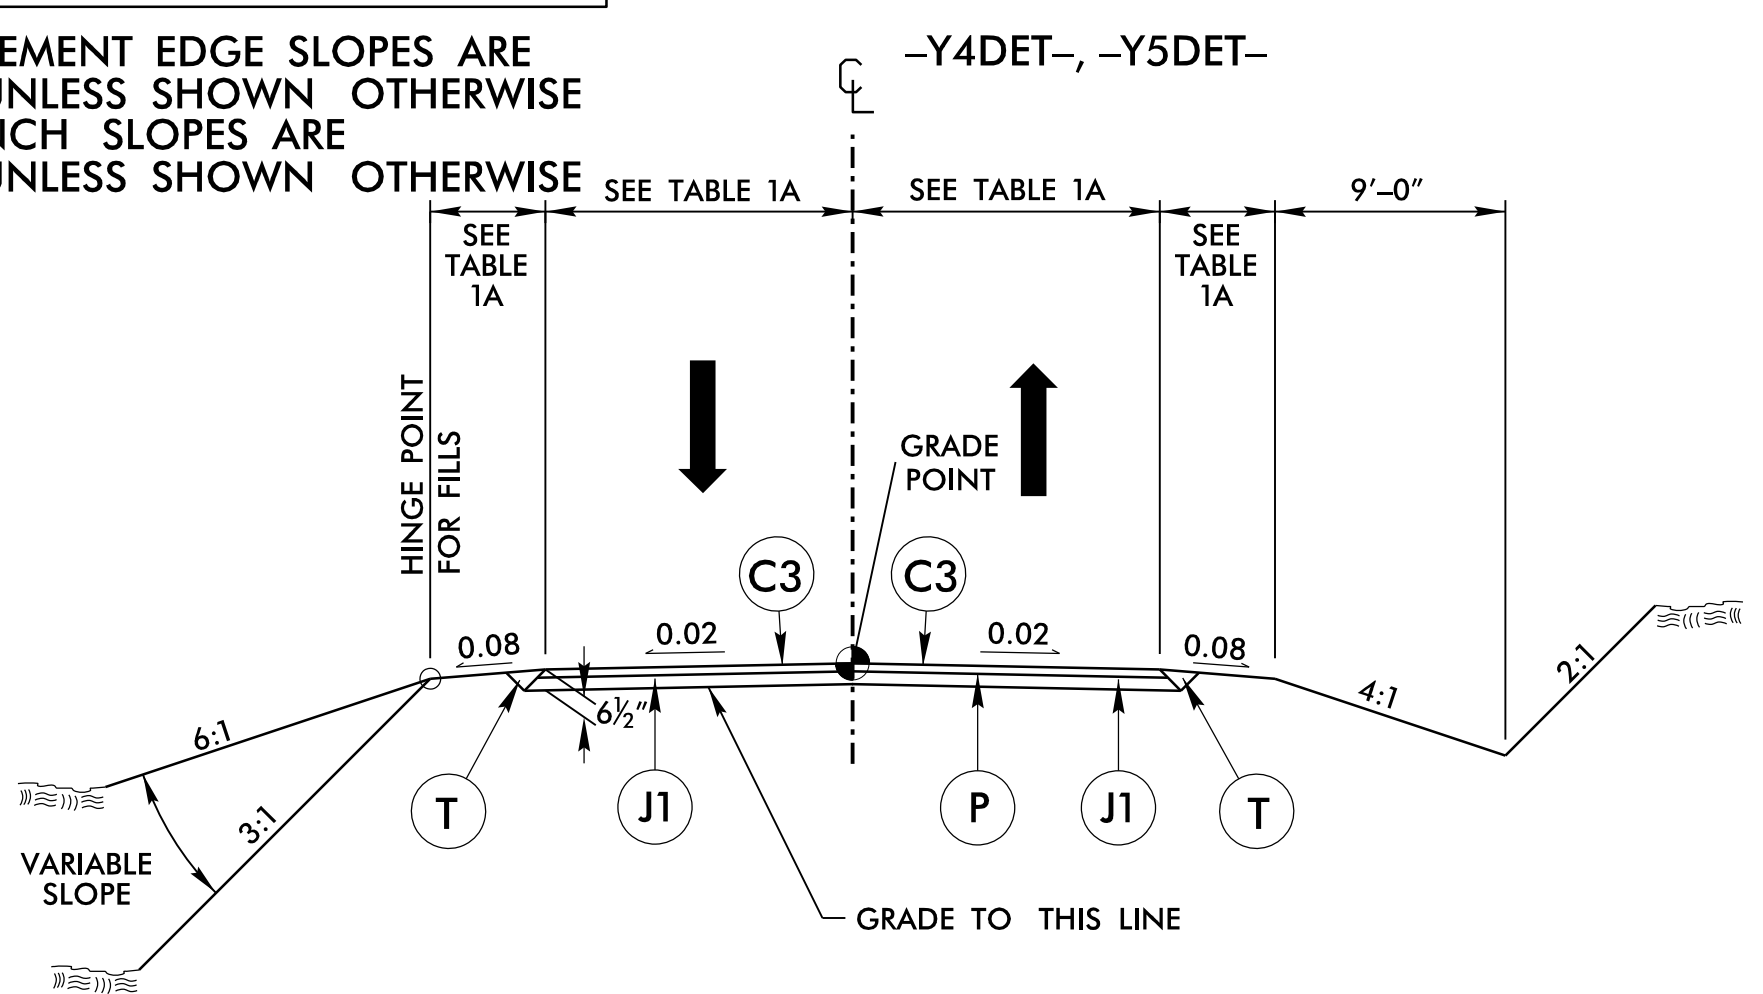 EMENT EDGE SLOPES ARE
UNLESS SHOWN OTHERWISE
NCH SLOPES ARE
UNLESS SHOWN OTHERWISE
–Y4DET–, –Y5DET–
SEE TABLE 1A
SEE TABLE 1A
9'–0"
SEE
TABLE
1A
SEE
TABLE
1A
HINGE POINT
FOR FILLS
GRADE
POINT
C3
C3
0.08
0.02
0.02
0.08
6½"
6:1
3:1
4:1
2:1
VARIABLE
SLOPE
T
J1
P
J1
T
GRADE TO THIS LINE